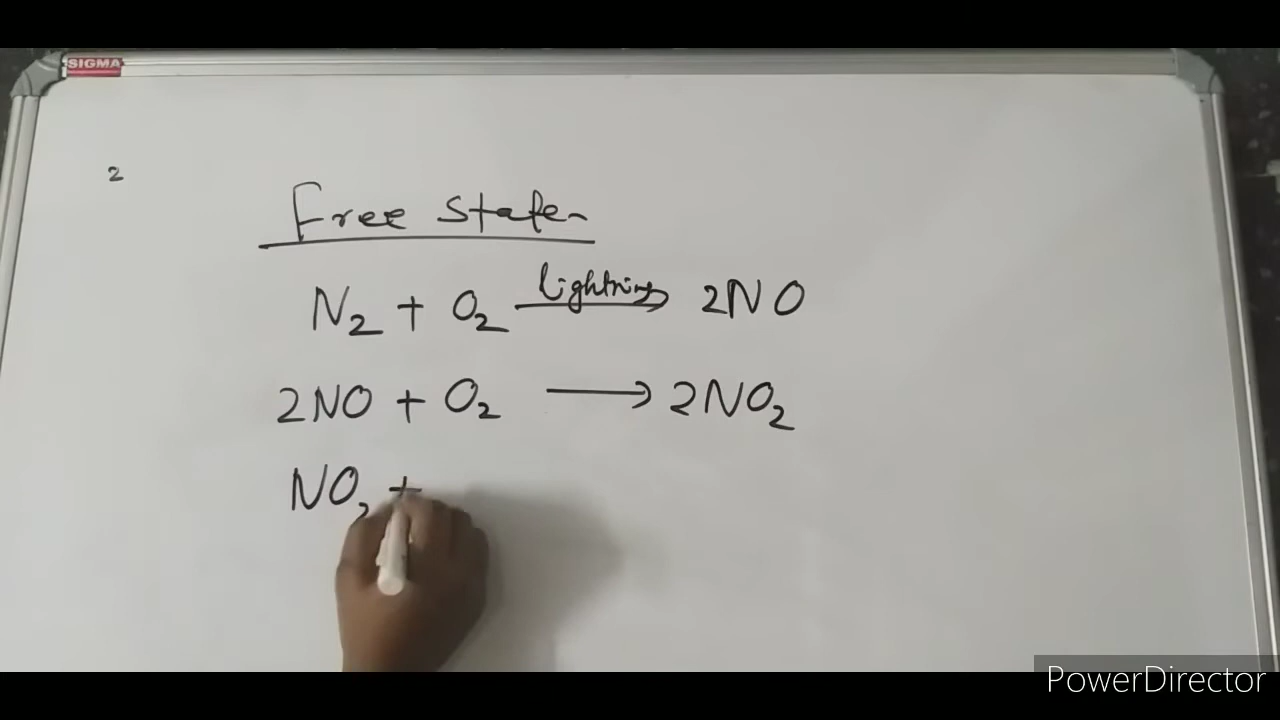 SIGMA
2
Free state
N₂ + O₂ lightning → 2NO
2NO + O₂ → 2NO₂
NO₂ +
PowerDirector